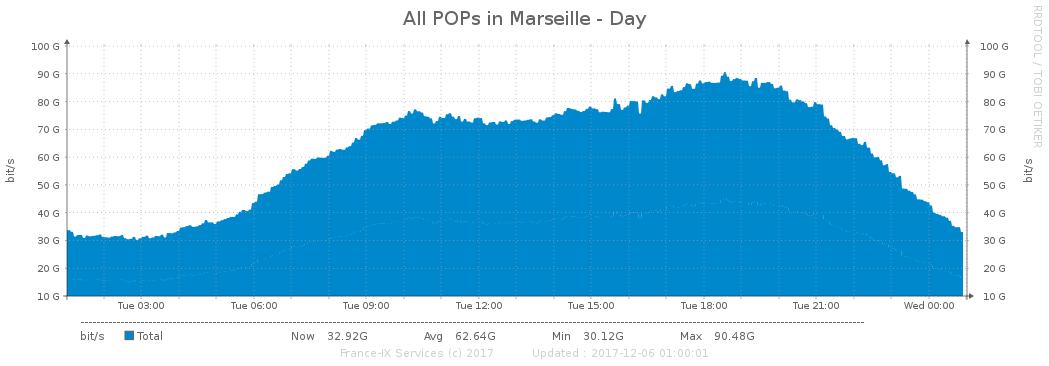 All POPs in Marseille - Day
RRDTOOL / TOBI OETIKER
100 G 100 G
90 G 90 G
80 G 80 G
70 G 70 G
60 G 60 G
50 G 50 G
40 G 40 G
30 G 30 G
20 G 20 G
10 G 10 G
bit/s
bit/s
Tue 03:00 Tue 06:00 Tue 09:00 Tue 12:00 Tue 15:00 Tue 18:00 Tue 21:00 Wed 00:00
bit/s Total Now 32.92G Avg 62.64G Min 30.12G Max 90.48G
France-IX Services (c) 2017 Updated : 2017-12-06 01:00:01